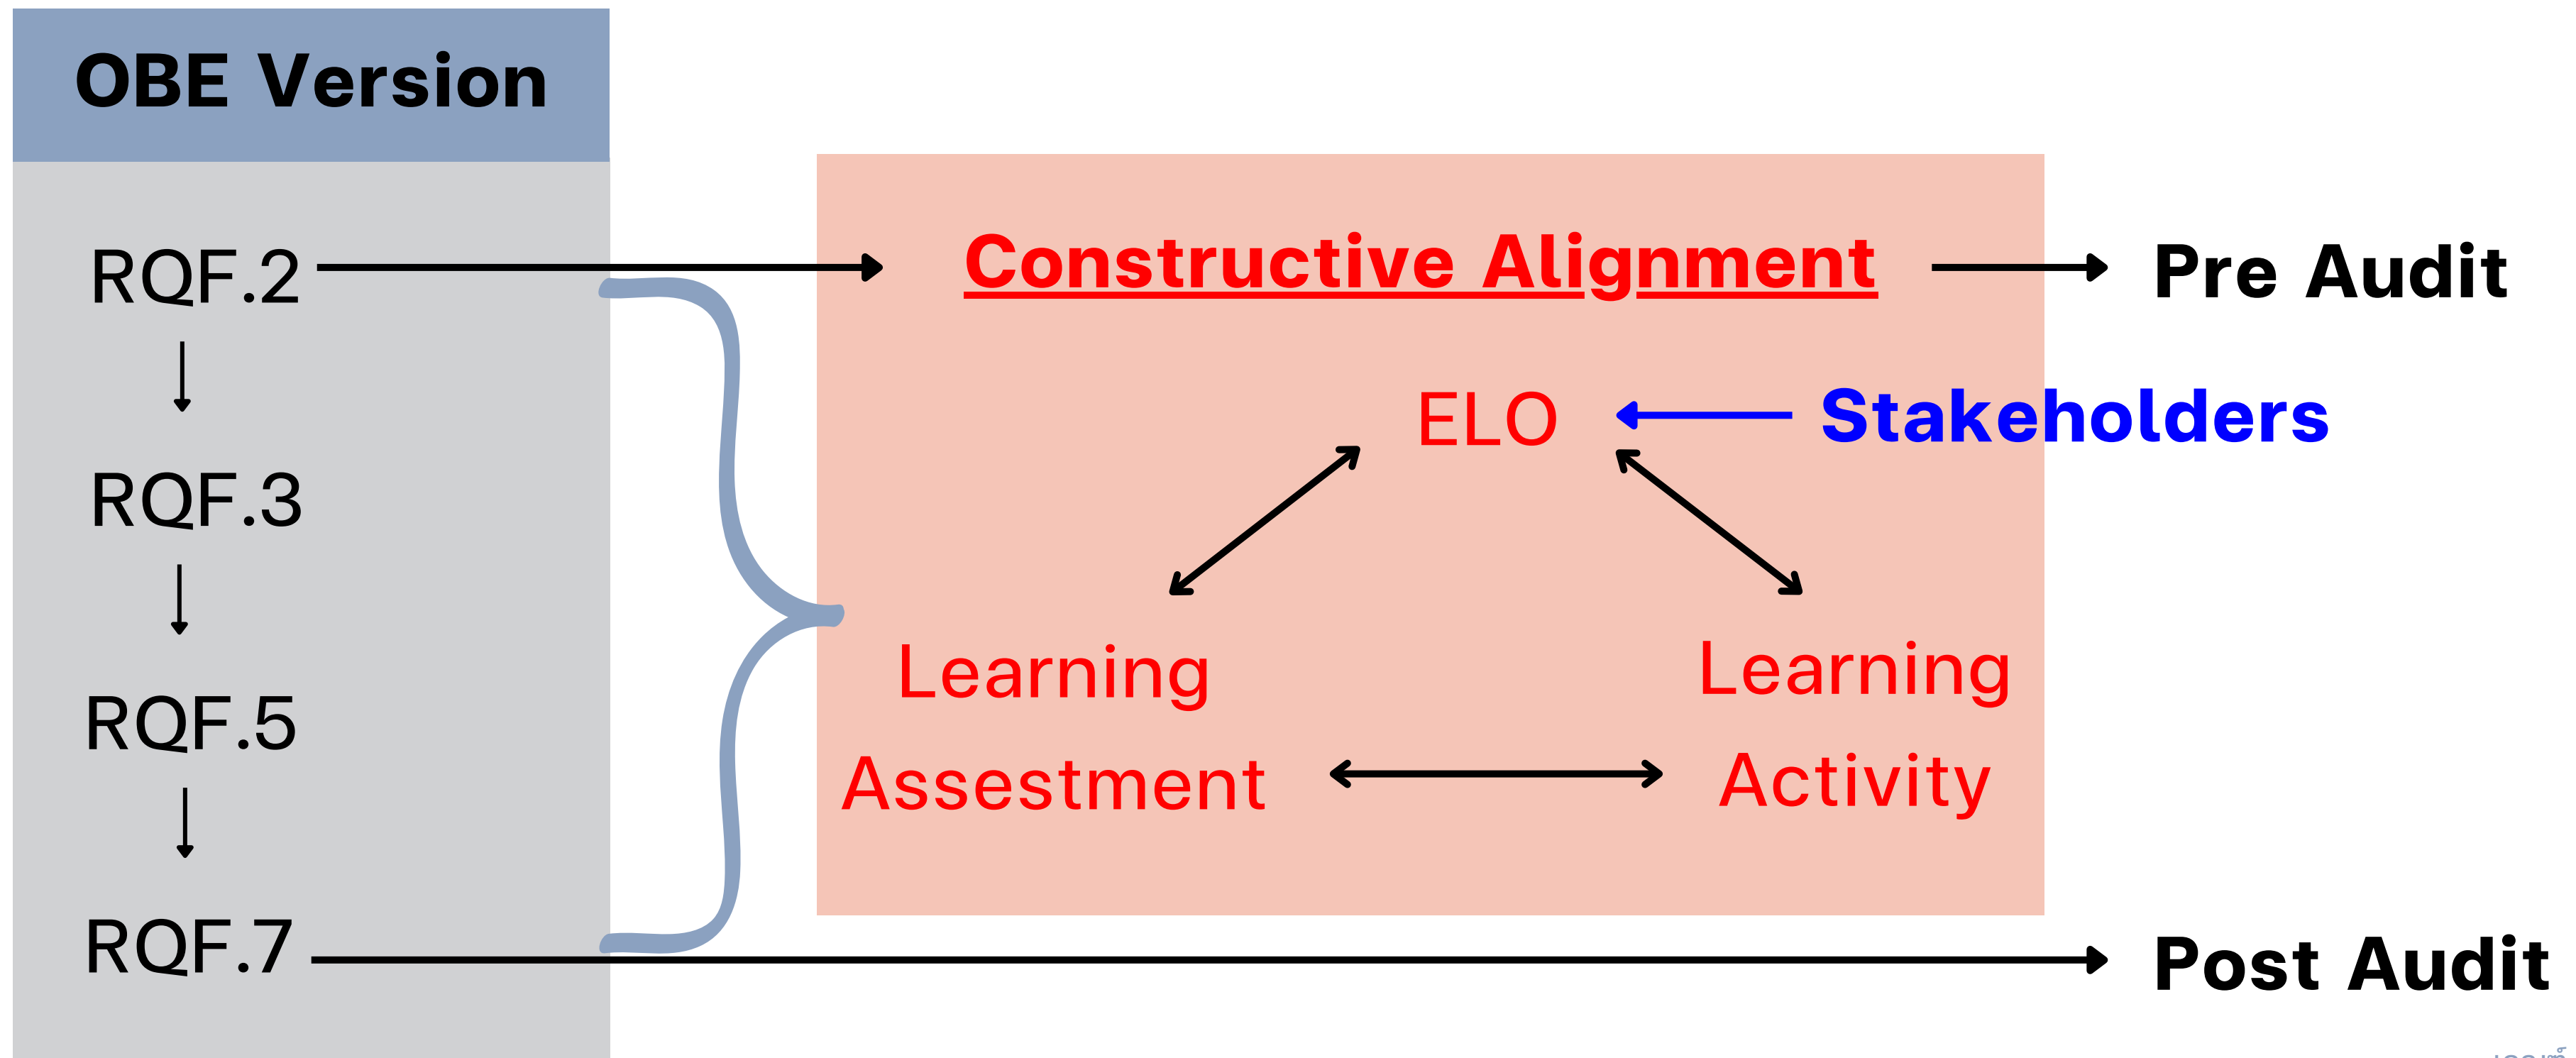 OBE Version
RQF.2
RQF.3
RQF.5
RQF.7
Constructive Alignment
Pre Audit
ELO
Stakeholders
Learning
Assestment
Learning
Activity
Post Audit